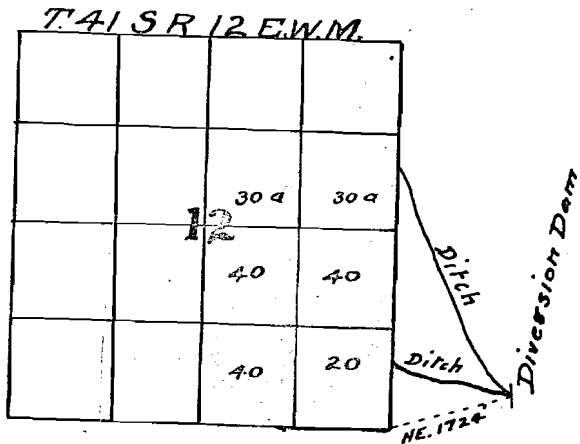 T. 41 S R 12 E.W.M.
30 a 30 a
12
40 40
40 20
Ditch
Ditch
Diversion Dam
NE. 1724'